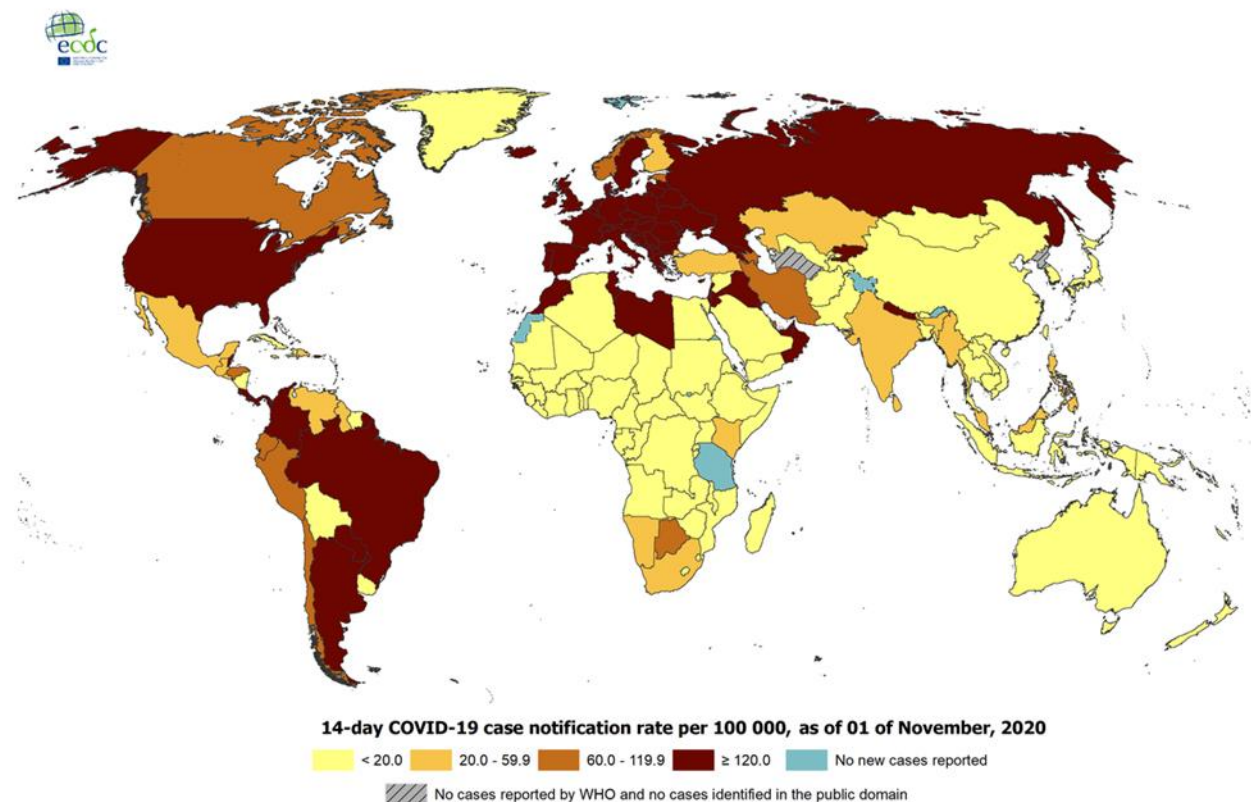 ecdc
14-day COVID-19 case notification rate per 100 000, as of 01 of November, 2020
< 20.0 20.0 - 59.9 60.0 - 119.9 ≥ 120.0 No new cases reported
No cases reported by WHO and no cases identified in the public domain